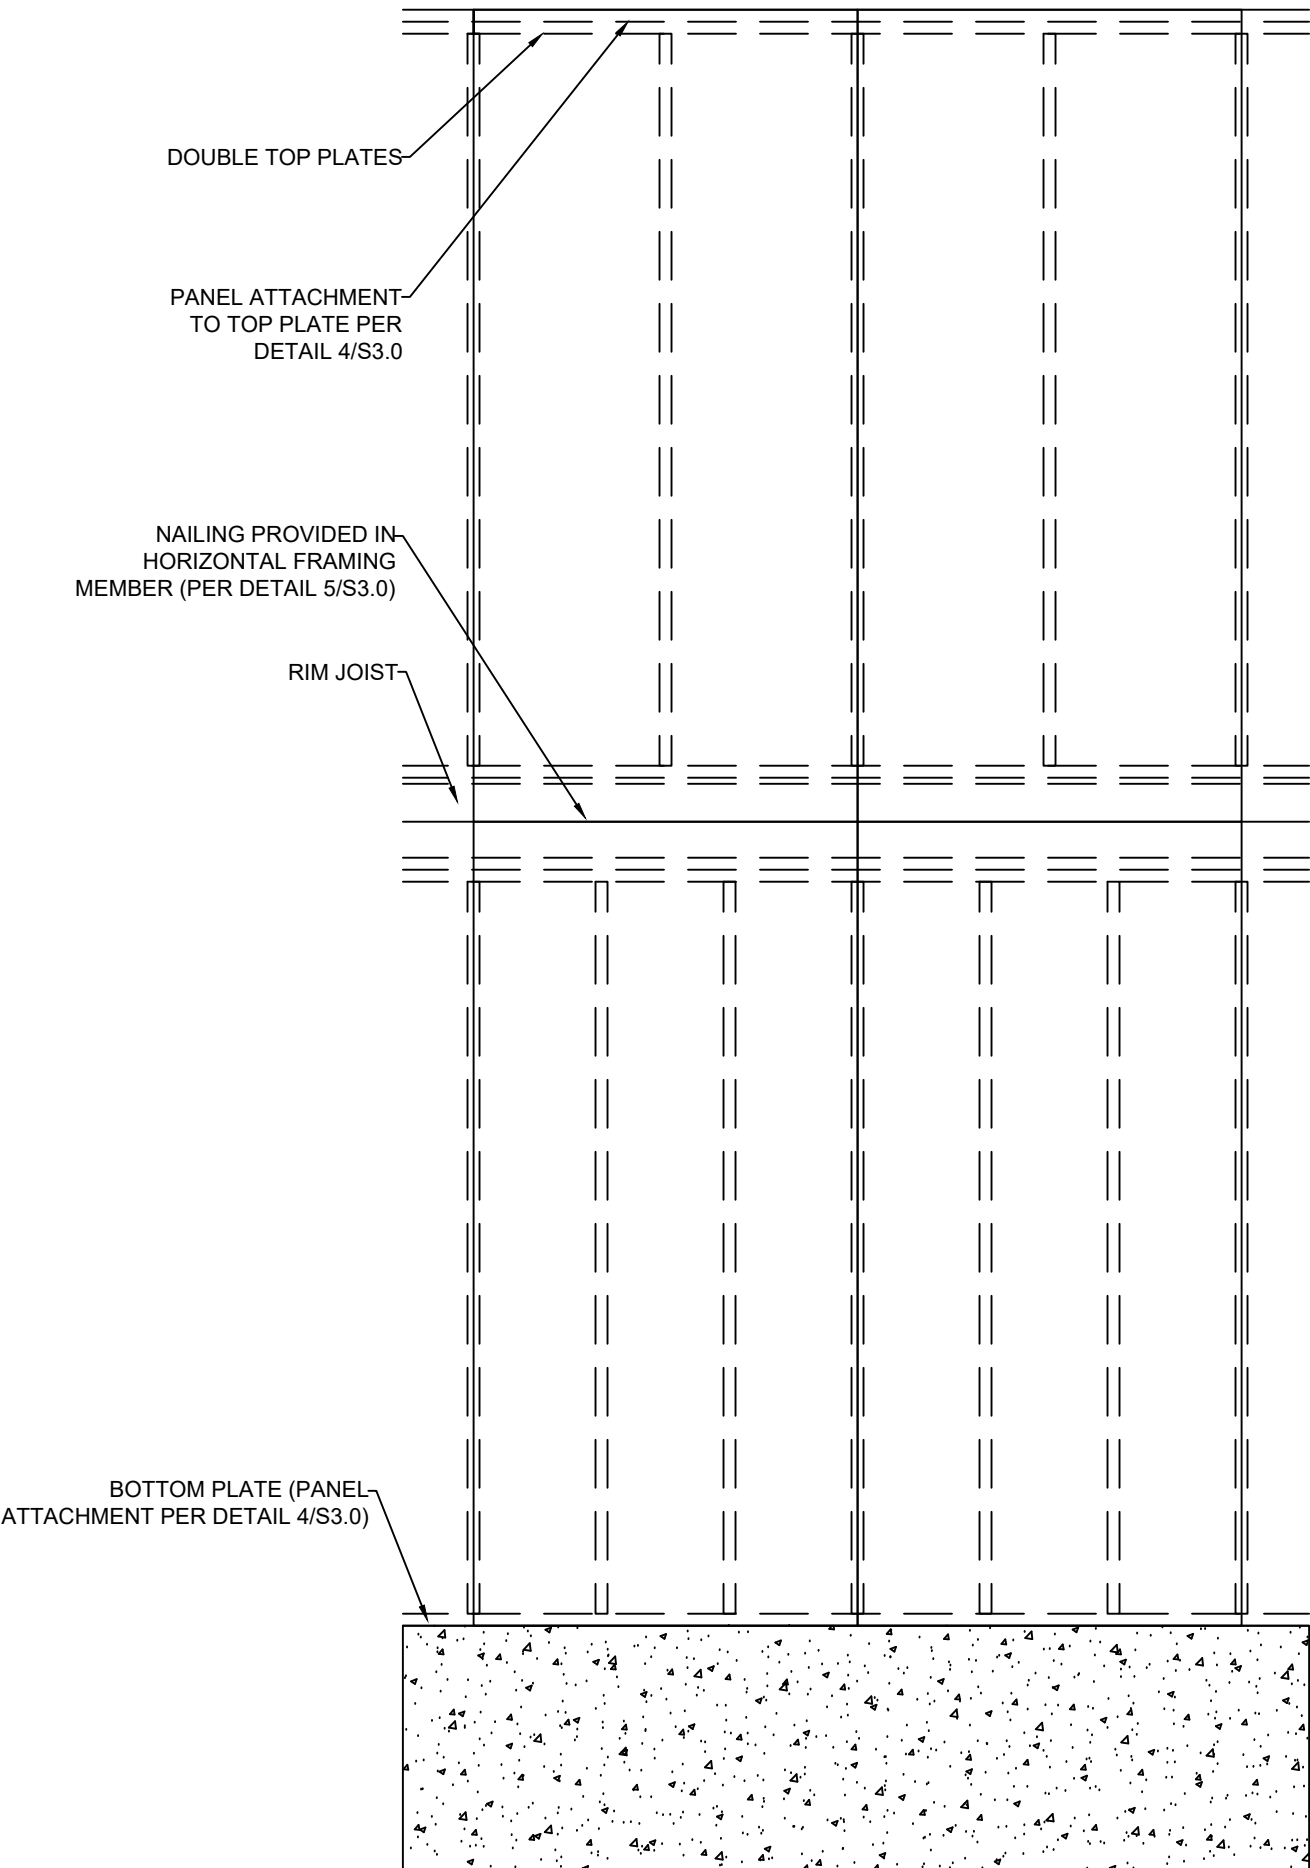 DOUBLE TOP PLATES
PANEL ATTACHMENT
TO TOP PLATE PER
DETAIL 4/S3.0
NAILING PROVIDED IN
HORIZONTAL FRAMING
MEMBER (PER DETAIL 5/S3.0)
RIM JOIST
BOTTOM PLATE (PANEL
ATTACHMENT PER DETAIL 4/S3.0)